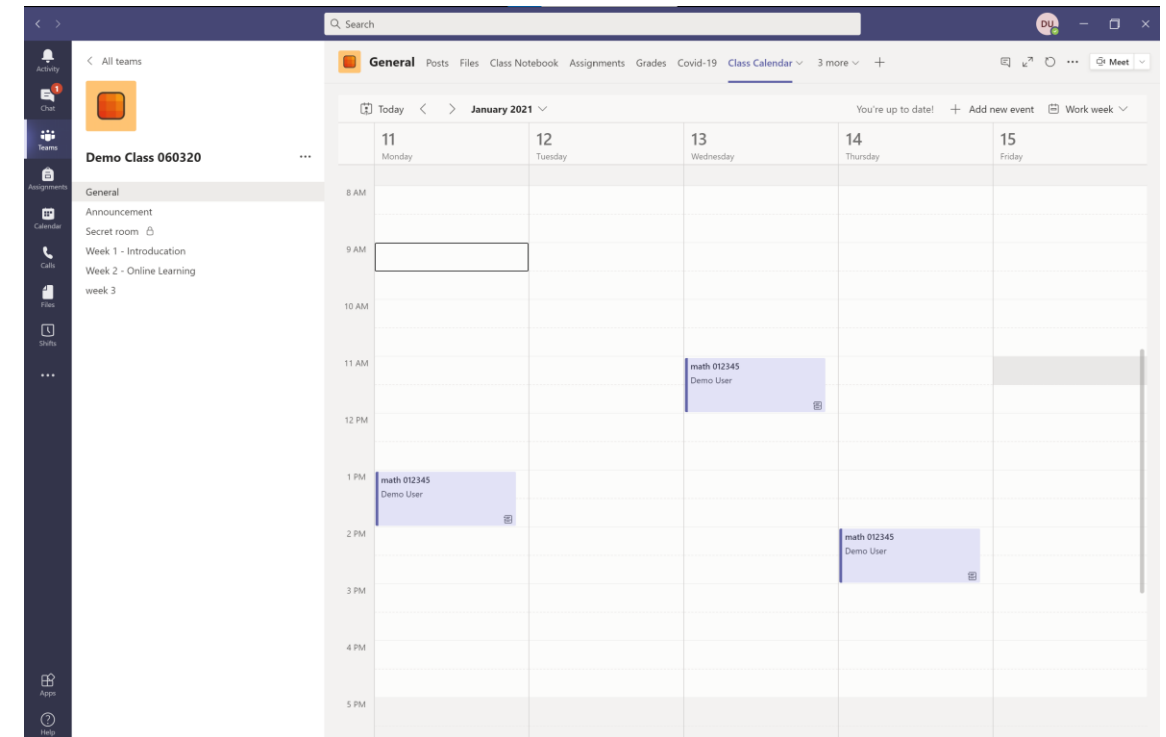 Search
DU
Activity
Chat
1
Teams
Assignments
Calendar
Calls
Files
Shifts
Apps
Help
All teams
Demo Class 060320
General
Announcement
Secret room
Week 1 - Introducation
Week 2 - Online Learning
week 3
General Posts Files Class Notebook Assignments Grades Covid-19 Class Calendar 3 more Meet
Today January 2021 You're up to date! Add new event Work week
11 12 13 14 15
Monday Tuesday Wednesday Thursday Friday
8 AM
9 AM
10 AM
11 AM
math 012345
Demo User
12 PM
1 PM
math 012345
Demo User
2 PM
math 012345
Demo User
3 PM
4 PM
5 PM